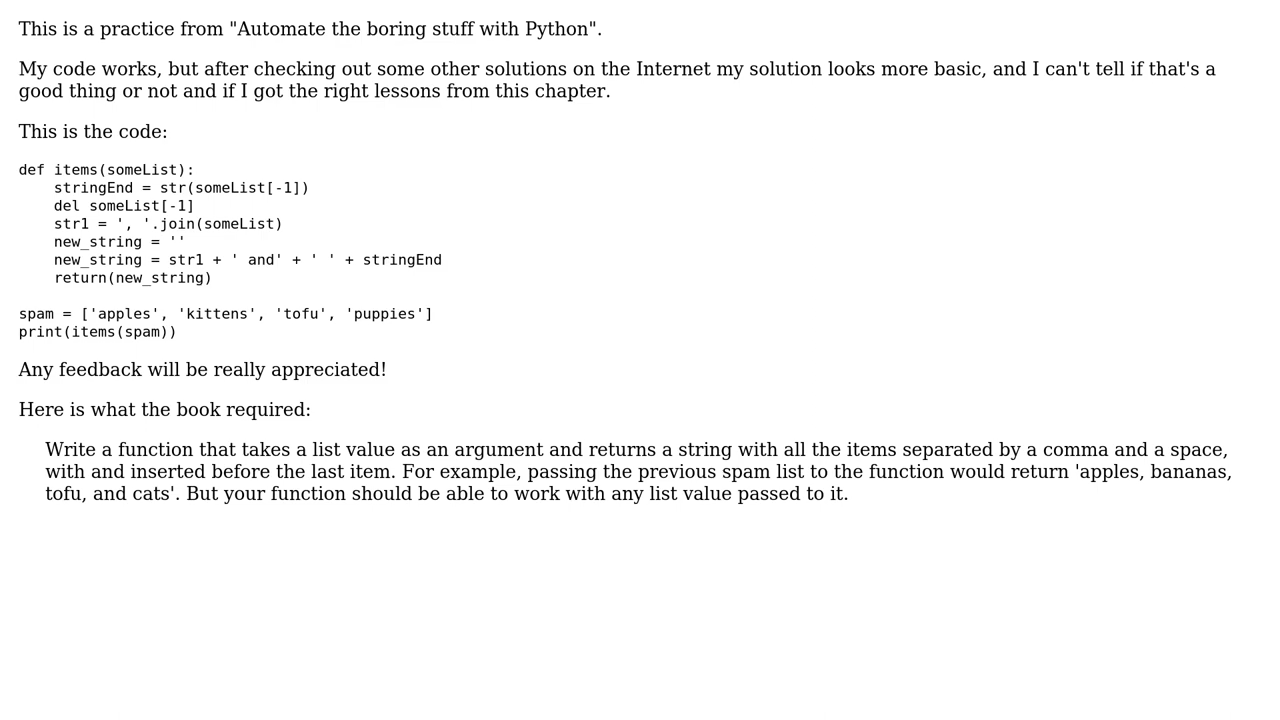 This is a practice from "Automate the boring stuff with Python".
My code works, but after checking out some other solutions on the Internet my solution looks more basic, and I can't tell if that's a
good thing or not and if I got the right lessons from this chapter.
This is the code:
def items(someList):
    stringEnd = str(someList[-1])
    del someList[-1]
    str1 = ', '.join(someList)
    new_string = ''
    new_string = str1 + ' and' + ' ' + stringEnd
    return(new_string)
spam = ['apples', 'kittens', 'tofu', 'puppies']
print(items(spam))
Any feedback will be really appreciated!
Here is what the book required:
Write a function that takes a list value as an argument and returns a string with all the items separated by a comma and a space,
with and inserted before the last item. For example, passing the previous spam list to the function would return 'apples, bananas,
tofu, and cats'. But your function should be able to work with any list value passed to it.